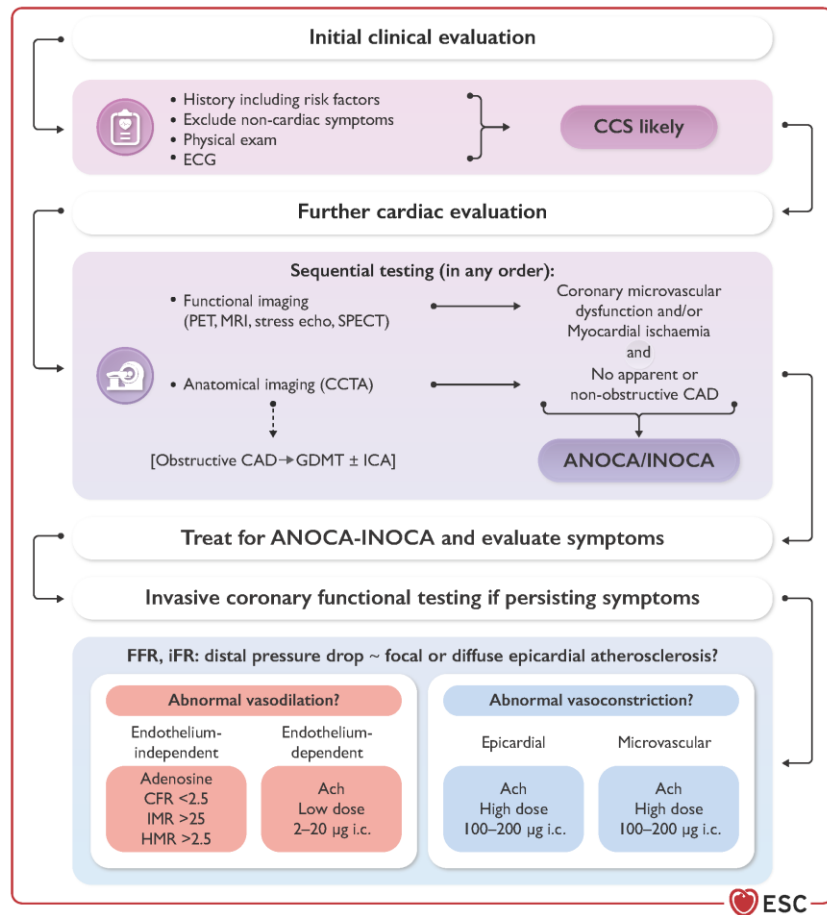 Initial clinical evaluation
• History including risk factors
• Exclude non-cardiac symptoms
• Physical exam
• ECG
CCS likely
Further cardiac evaluation
Sequential testing (in any order):
• Functional imaging
(PET, MRI, stress echo, SPECT)
Coronary microvascular
dysfunction and/or
Myocardial ischaemia
and
• Anatomical imaging (CCTA)
No apparent or
non-obstructive CAD
[Obstructive CAD→GDMT ± ICA]
ANOCA/INOCA
Treat for ANOCA-INOCA and evaluate symptoms
Invasive coronary functional testing if persisting symptoms
FFR, iFR: distal pressure drop ~ focal or diffuse epicardial atherosclerosis?
Abnormal vasodilation?
Endothelium-
independent
Adenosine
CFR <2.5
IMR >25
HMR >2.5
Endothelium-
dependent
Ach
Low dose
2–20 µg i.c.
Abnormal vasoconstriction?
Epicardial
Ach
High dose
100–200 µg i.c.
Microvascular
Ach
High dose
100–200 µg i.c.
ESC